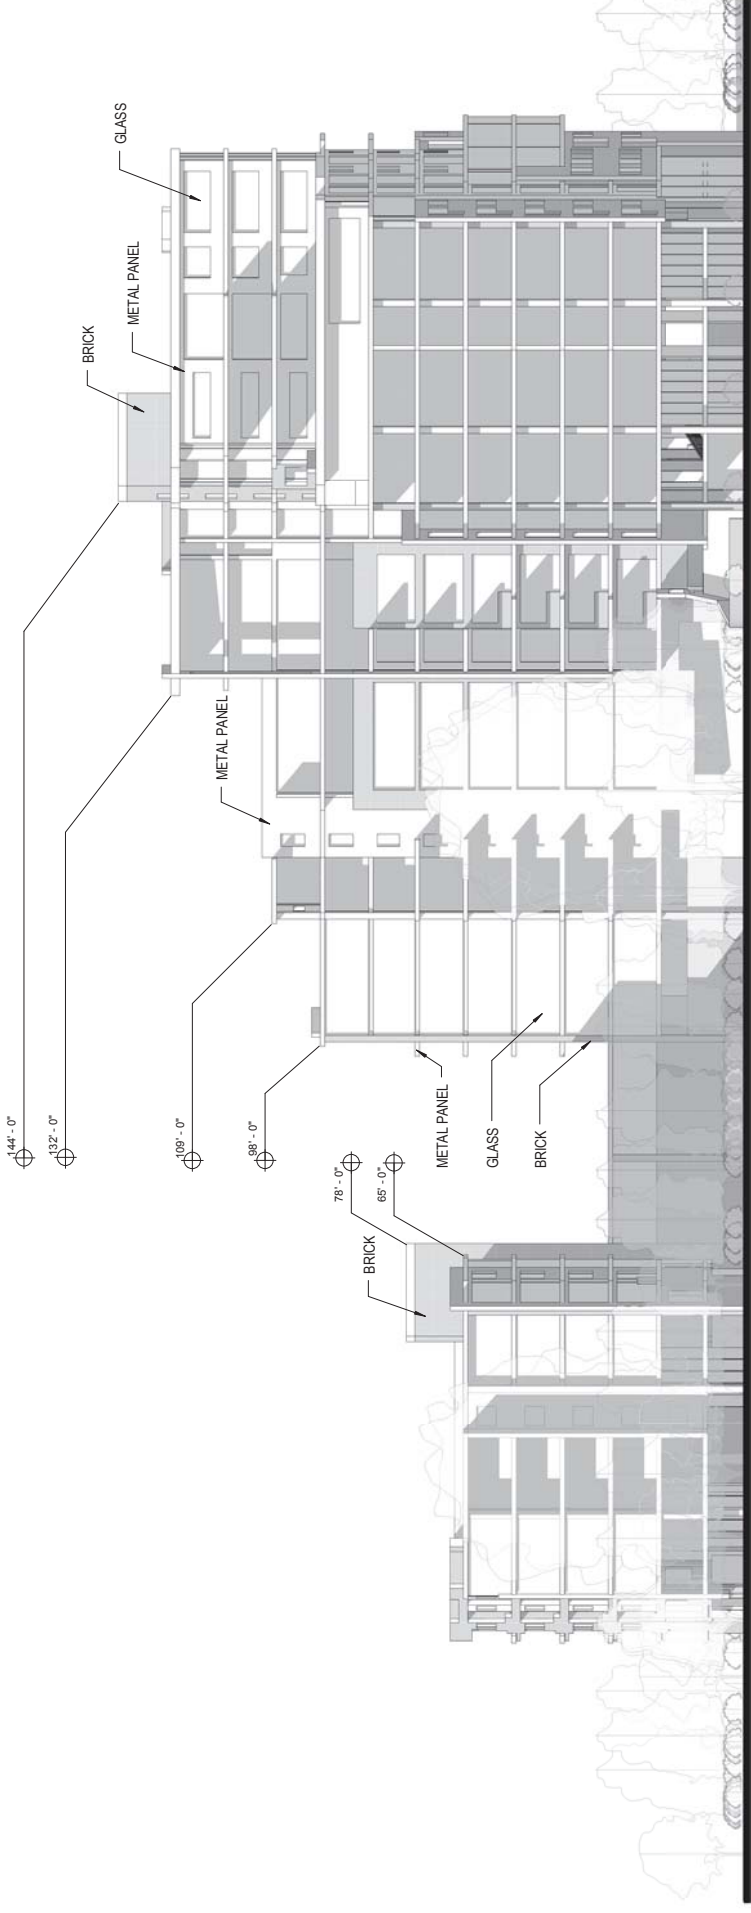 144' - 0"
132' - 0"
109' - 0"
98' - 0"
78' - 0"
65' - 0"
BRICK
METAL PANEL
GLASS
BRICK
METAL PANEL
BRICK
METAL PANEL
GLASS